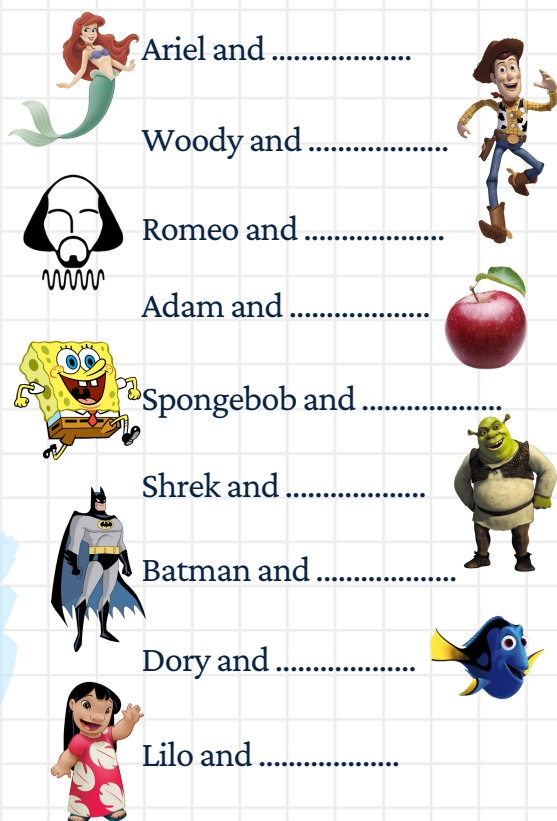 Ariel and ...................
Woody and ...................
Romeo and ...................
Adam and ...................
Spongebob and ...................
Shrek and ...................
Batman and ...................
Dory and ...................
Lilo and ...................